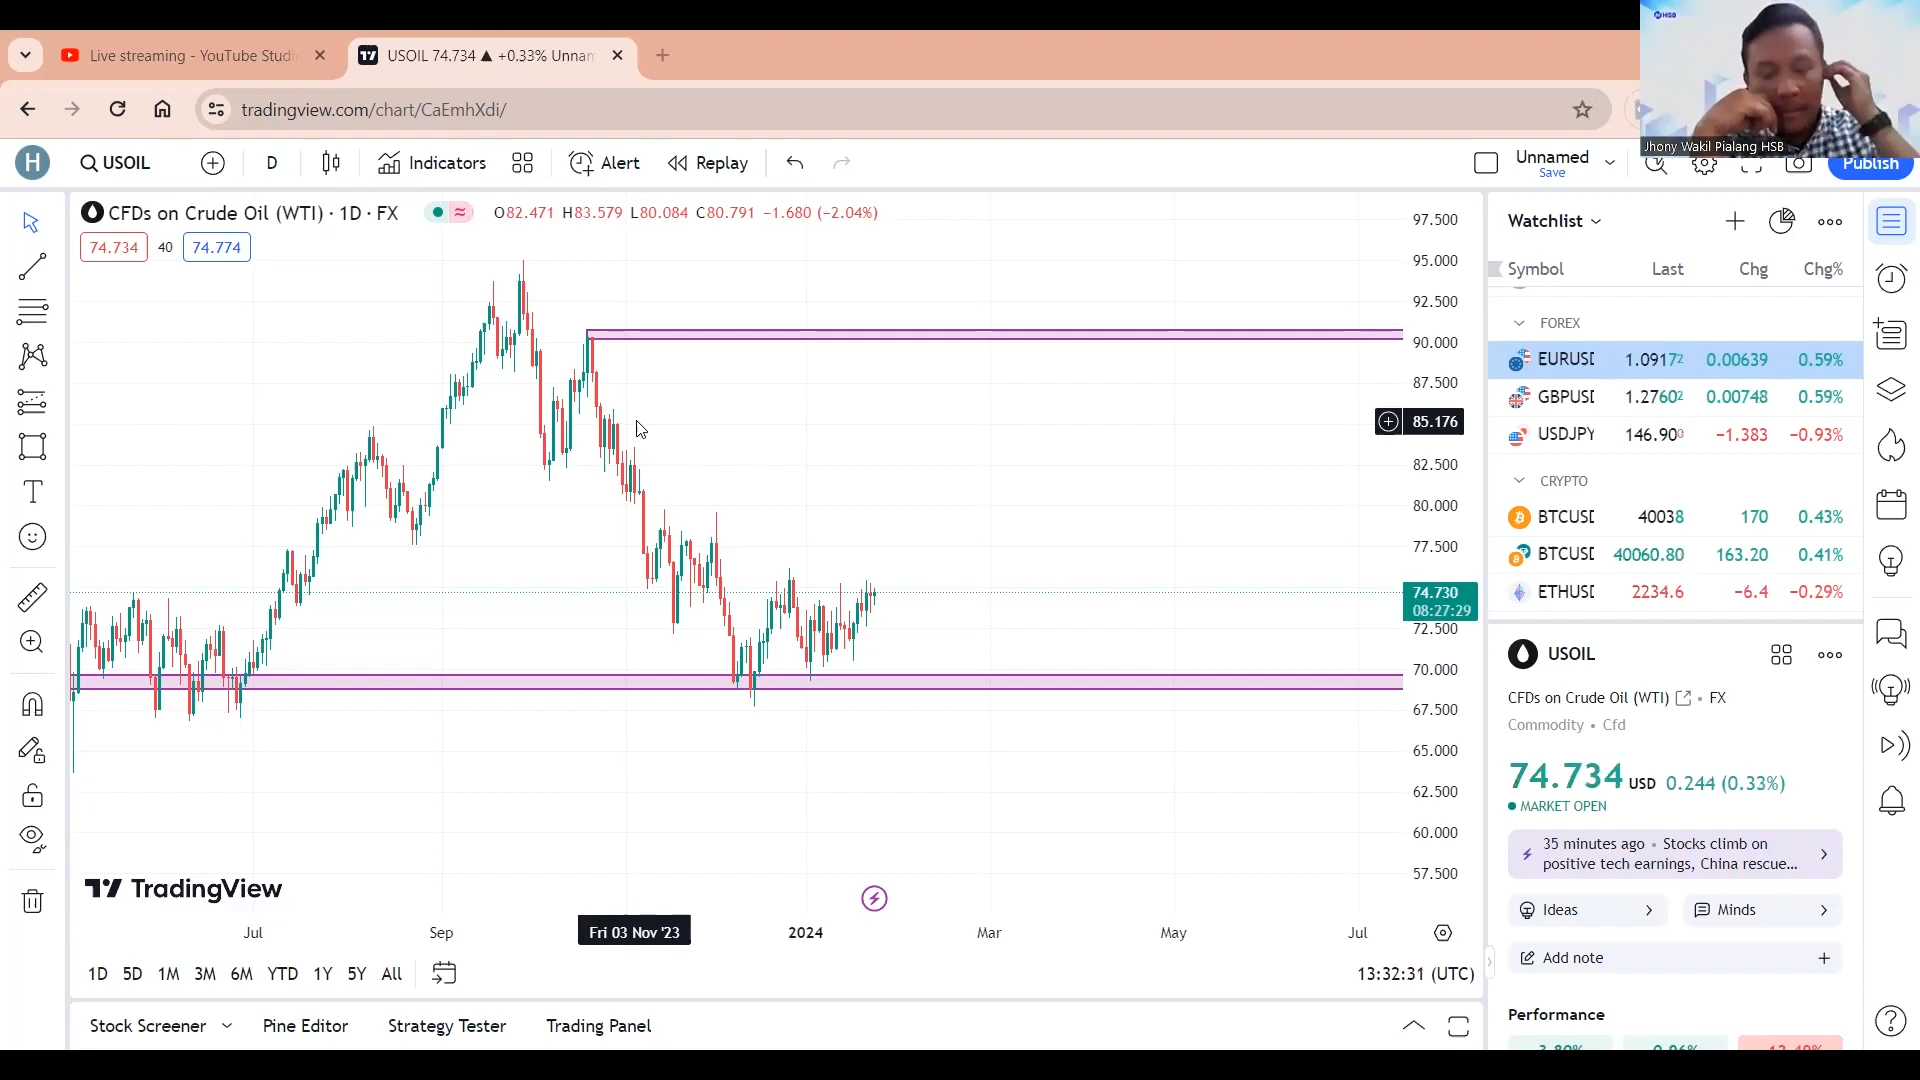 Live streaming - YouTube Studi
USOIL 74.734 ▲ +0.33% Unnam
HSB
tradingview.com/chart/CaEmhXdi/
Jhony Wakil Pialang HSB
H USOIL D Indicators Alert Replay Unnamed Save Publish
CFDs on Crude Oil (WTI) · 1D · FX O82.471 H83.579 L80.084 C80.791 −1.680 (−2.04%)
74.734 40 74.774
97.500
95.000
92.500
90.000
87.500
85.176
82.500
80.000
77.500
74.730
08:27:29
72.500
70.000
67.500
65.000
62.500
60.000
57.500
TradingView
Jul Sep Fri 03 Nov '23 2024 Mar May Jul
1D 5D 1M 3M 6M YTD 1Y 5Y All 13:32:31 (UTC)
Stock Screener Pine Editor Strategy Tester Trading Panel
Watchlist
Symbol Last Chg Chg%
FOREX
EURUSD 1.09172 0.00639 0.59%
GBPUSD 1.27602 0.00748 0.59%
USDJPY 146.900 −1.383 −0.93%
CRYPTO
BTCUSD 40038 170 0.43%
BTCUSD 40060.80 163.20 0.41%
ETHUSD 2234.6 −6.4 −0.29%
USOIL
CFDs on Crude Oil (WTI) • FX
Commodity • Cfd
74.734 USD 0.244 (0.33%)
MARKET OPEN
35 minutes ago • Stocks climb on
positive tech earnings, China rescue...
Ideas Minds
Add note
Performance